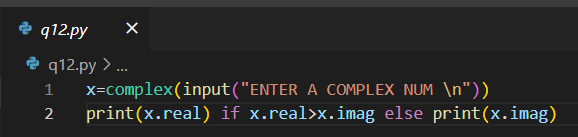 q12.py ×
q12.py > ...
1 x=complex(input("ENTER A COMPLEX NUM \n"))
2 print(x.real) if x.real>x.imag else print(x.imag)